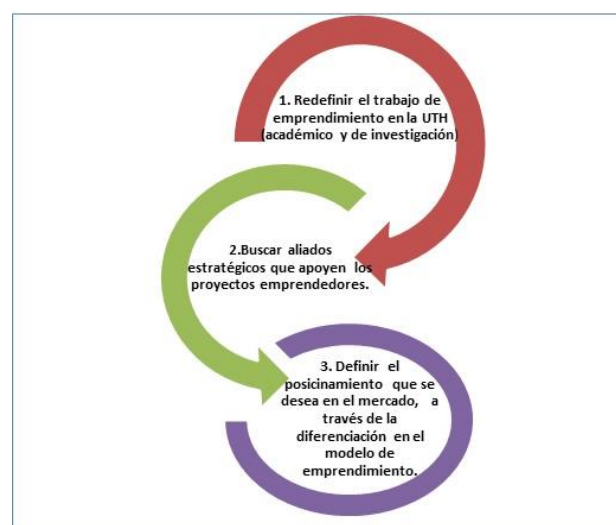 1. Redefinir el trabajo de
emprendimiento en la UTH
(académico y de investigación)
2.Buscar aliados
estratégicos que apoyen los
proyectos emprendedores.
3. Definir el
posicinamiento que se
desea en el mercado, a
través de la
diferenciación en el
modelo de
emprendimiento.